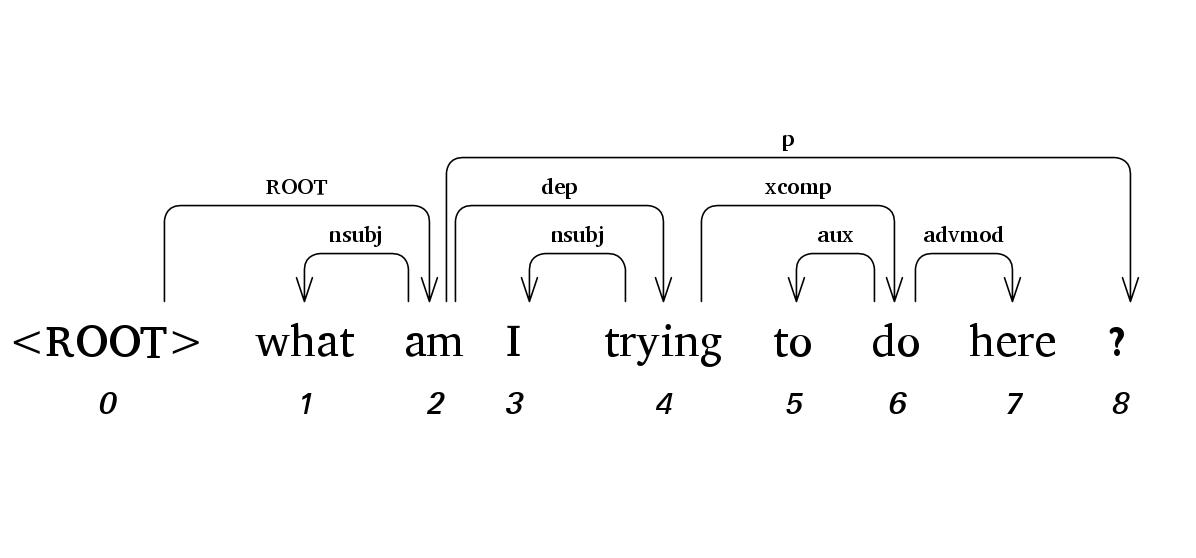 p
ROOT dep xcomp
nsubj nsubj aux advmod
<ROOT> what am I trying to do here ?
0 1 2 3 4 5 6 7 8